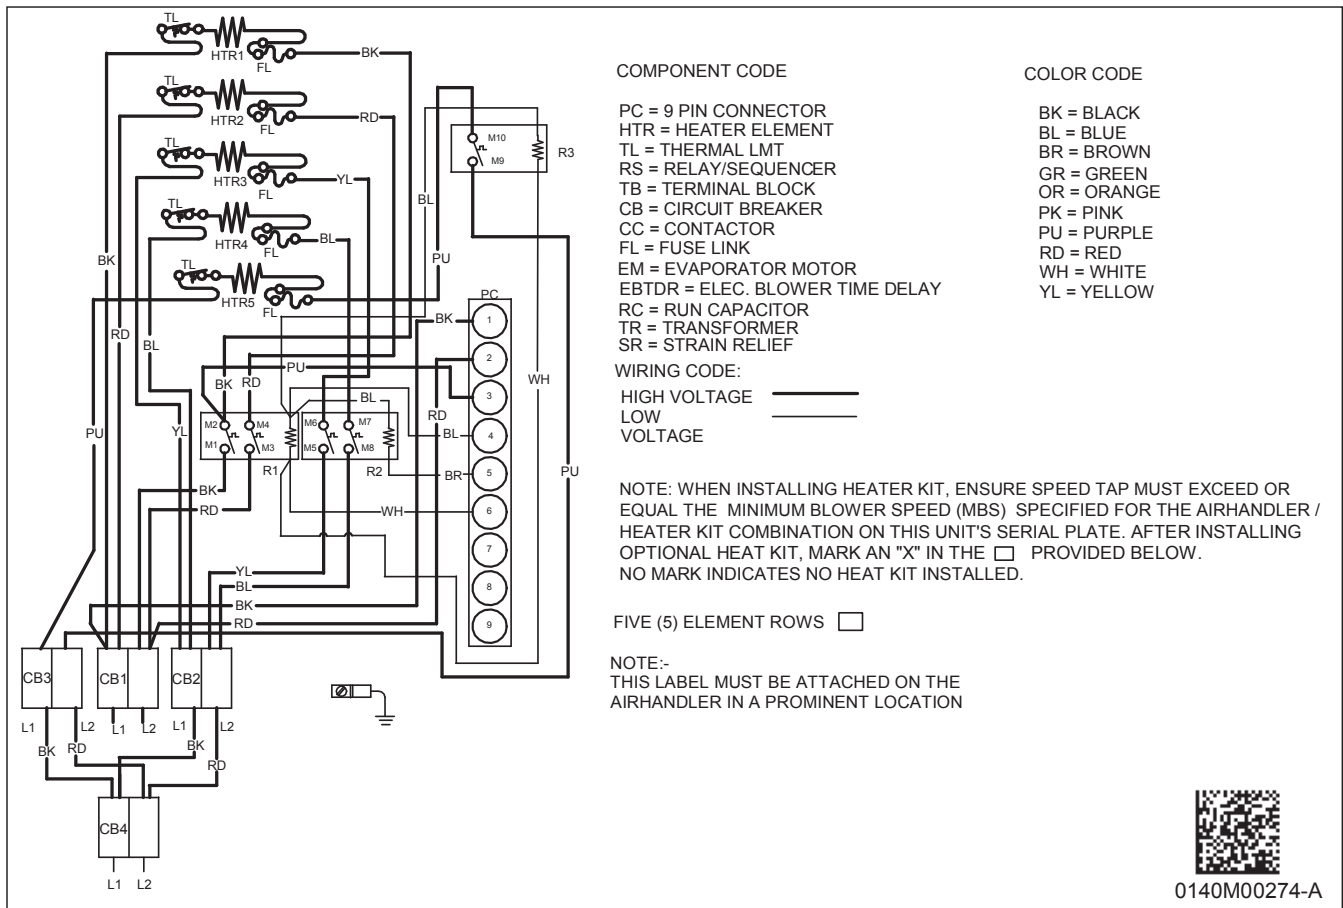 TL
HTR1
FL
BK
TL
HTR2
FL
RD
TL
HTR3
FL
YL
TL
HTR4
FL
BL
TL
HTR5
FL
BK
RD
BL
PU
YL
BL
PU
M10
M9
R3
WH
PU
PC
1
2
3
4
5
6
7
8
9
BK
PU
RD
BL
BL
BR
WH
BK
RD
M2
M4
M1
M3
R1
M6
M7
M5
M8
R2
BK
RD
YL
BL
BK
RD
CB3
CB1
CB2
L1
L2
L1
L2
L1
L2
BK
RD
BK
RD
CB4
L1
L2
COMPONENT CODE
PC = 9 PIN CONNECTOR
HTR = HEATER ELEMENT
TL = THERMAL LMT
RS = RELAY/SEQUENCER
TB = TERMINAL BLOCK
CB = CIRCUIT BREAKER
CC = CONTACTOR
FL = FUSE LINK
EM = EVAPORATOR MOTOR
EBTDR = ELEC. BLOWER TIME DELAY
RC = RUN CAPACITOR
TR = TRANSFORMER
SR = STRAIN RELIEF
WIRING CODE:
HIGH VOLTAGE
LOW
VOLTAGE
COLOR CODE
BK = BLACK
BL = BLUE
BR = BROWN
GR = GREEN
OR = ORANGE
PK = PINK
PU = PURPLE
RD = RED
WH = WHITE
YL = YELLOW
NOTE: WHEN INSTALLING HEATER KIT, ENSURE SPEED TAP MUST EXCEED OR
EQUAL THE MINIMUM BLOWER SPEED (MBS) SPECIFIED FOR THE AIRHANDLER /
HEATER KIT COMBINATION ON THIS UNIT'S SERIAL PLATE. AFTER INSTALLING
OPTIONAL HEAT KIT, MARK AN "X" IN THE PROVIDED BELOW.
NO MARK INDICATES NO HEAT KIT INSTALLED.
FIVE (5) ELEMENT ROWS
NOTE:-
THIS LABEL MUST BE ATTACHED ON THE
AIRHANDLER IN A PROMINENT LOCATION
0140M00274-A